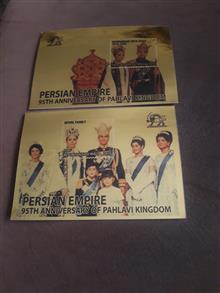 PERSIAN EMPIRE
95TH ANNIVERSARY OF PAHLAVI KINGDOM
ROYAL FAMILY
PERSIAN EMPIRE
95TH ANNIVERSARY OF PAHLAVI KINGDOM